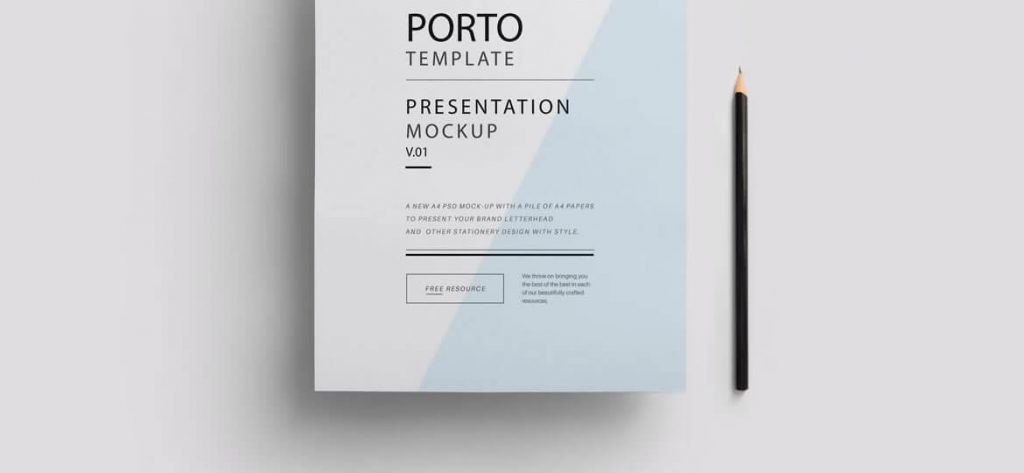 PORTO
TEMPLATE
PRESENTATION
MOCKUP
V.01
A NEW A4 PSD MOCK-UP WITH A PILE OF A4 PAPERS
TO PRESENT YOUR BRAND LETTERHEAD
AND OTHER STATIONERY DESIGN WITH STYLE.
FREE RESOURCE
We thrive on bringing you
the best of the best in each
of our beautifully crafted
resources.